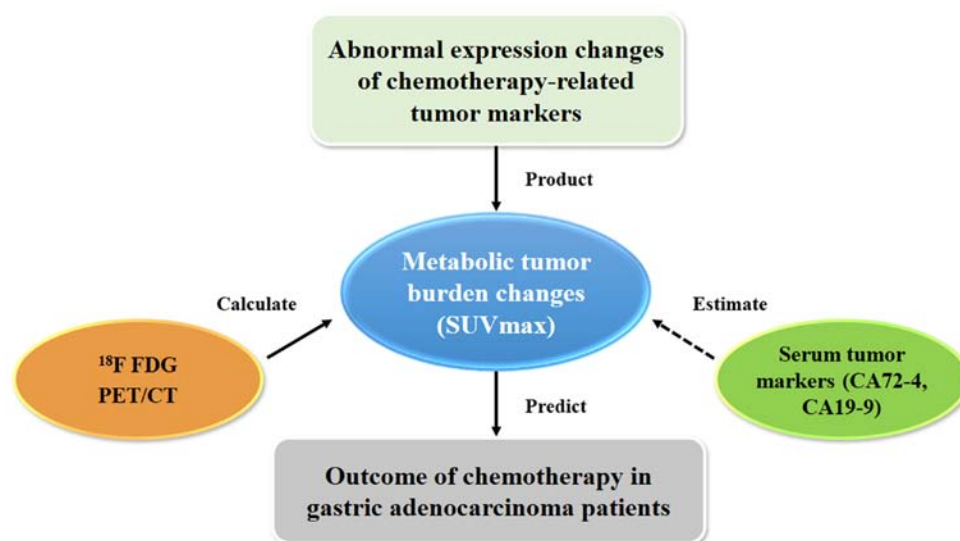 Abnormal expression changes
of chemotherapy-related
tumor markers
Product
Metabolic tumor
burden changes
(SUVmax)
Calculate
Estimate
¹⁸F FDG
PET/CT
Serum tumor
markers (CA72-4,
CA19-9)
Predict
Outcome of chemotherapy in
gastric adenocarcinoma patients